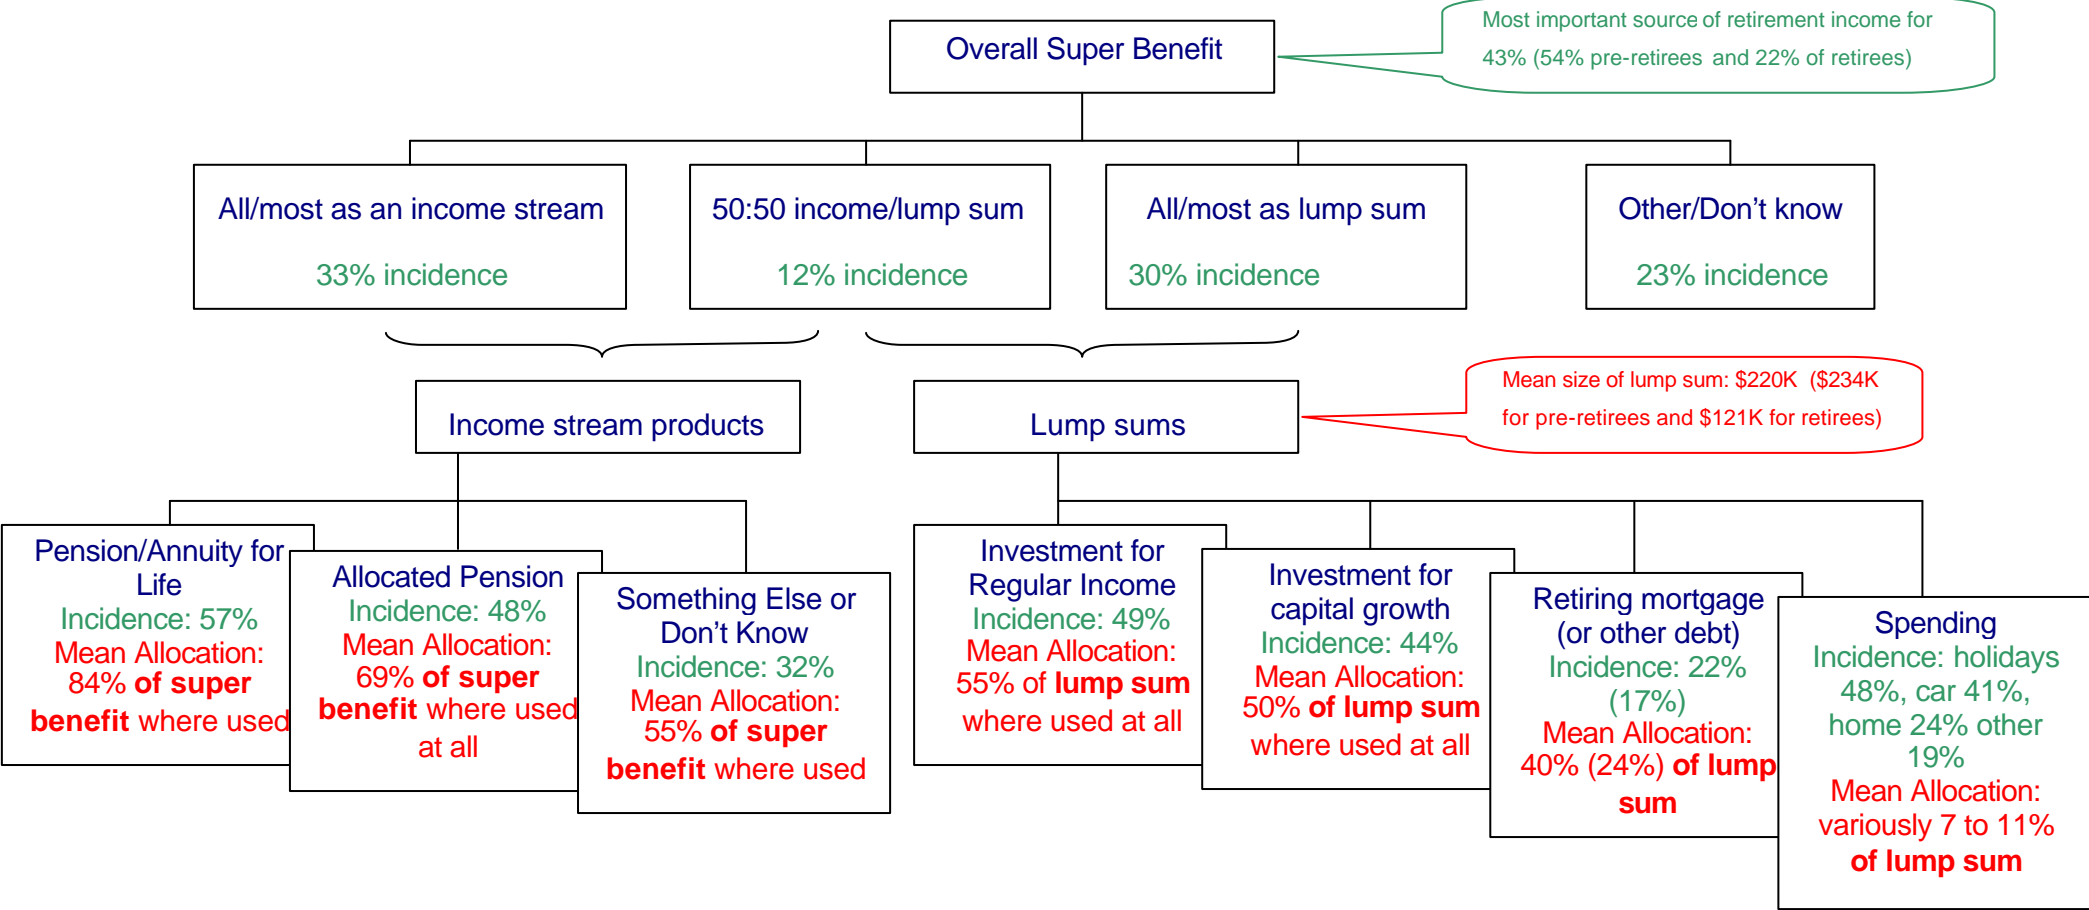 Overall Super Benefit
Most important source of retirement income for
43% (54% pre-retirees and 22% of retirees)
All/most as an income stream
33% incidence
50:50 income/lump sum
12% incidence
All/most as lump sum
30% incidence
Other/Don't know
23% incidence
Income stream products
Lump sums
Mean size of lump sum: $220K ($234K
for pre-retirees and $121K for retirees)
Pension/Annuity for
Life
Incidence: 57%
Mean Allocation:
84% of super
benefit where used
Allocated Pension
Incidence: 48%
Mean Allocation:
69% of super
benefit where used
at all
Something Else or
Don't Know
Incidence: 32%
Mean Allocation:
55% of super
benefit where used
Investment for
Regular Income
Incidence: 49%
Mean Allocation:
55% of lump sum
where used at all
Investment for
capital growth
Incidence: 44%
Mean Allocation:
50% of lump sum
where used at all
Retiring mortgage
(or other debt)
Incidence: 22%
(17%)
Mean Allocation:
40% (24%) of lump
sum
Spending
Incidence: holidays
48%, car 41%,
home 24% other
19%
Mean Allocation:
variously 7 to 11%
of lump sum